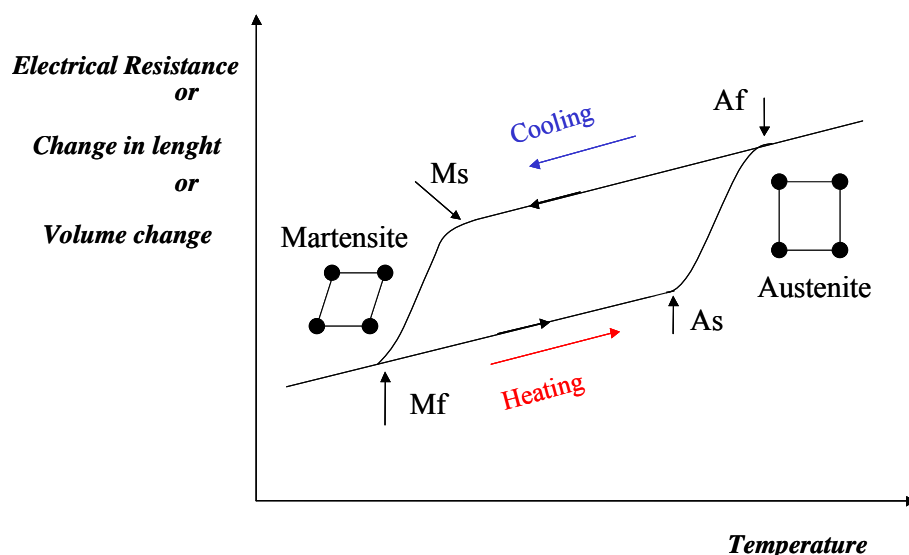 Electrical Resistance
or
Change in lenght
or
Volume change
Cooling
Af
Ms
Martensite
Austenite
As
Heating
Mf
Temperature